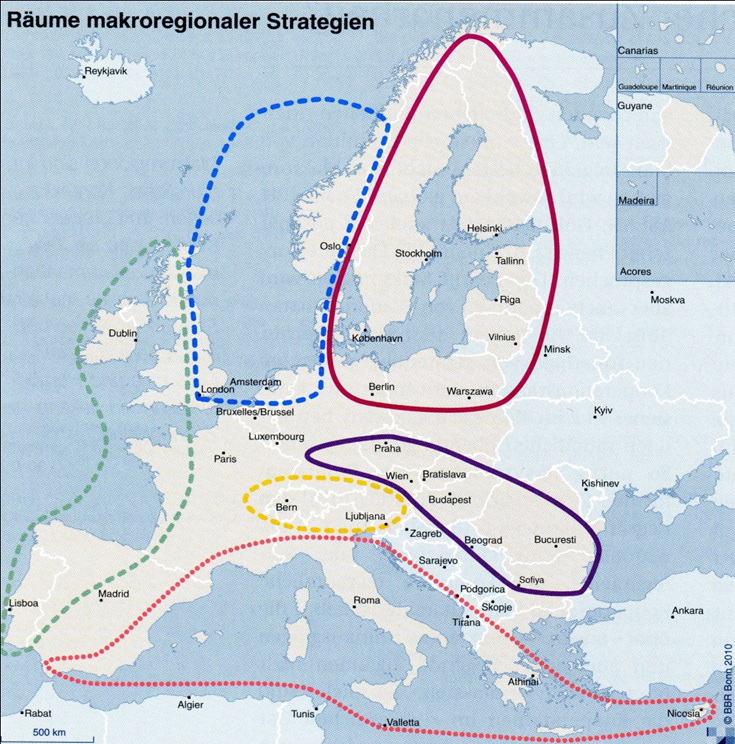 Räume makroregionaler Strategien
Reykjavik
Canarias
Guadeloupe
Martinique
Réunion
Guyane
Madeira
Acores
Moskva
Helsinki
Oslo
Stockholm
Tallinn
Riga
Dublin
København
Vilnius
Minsk
London
Amsterdam
Berlin
Warszawa
Bruxelles/Brussel
Kyiv
Luxembourg
Paris
Praha
Wien
Bratislava
Kishinev
Budapest
Bern
Ljubljana
Zagreb
Beograd
Bucuresti
Sarajevo
Sofiya
Podgorica
Lisboa
Madrid
Roma
Skopje
Tirana
Ankara
Athinai
Rabat
Algier
Tunis
Valletta
Nicosia
500 km
© BBR Bonn 2010